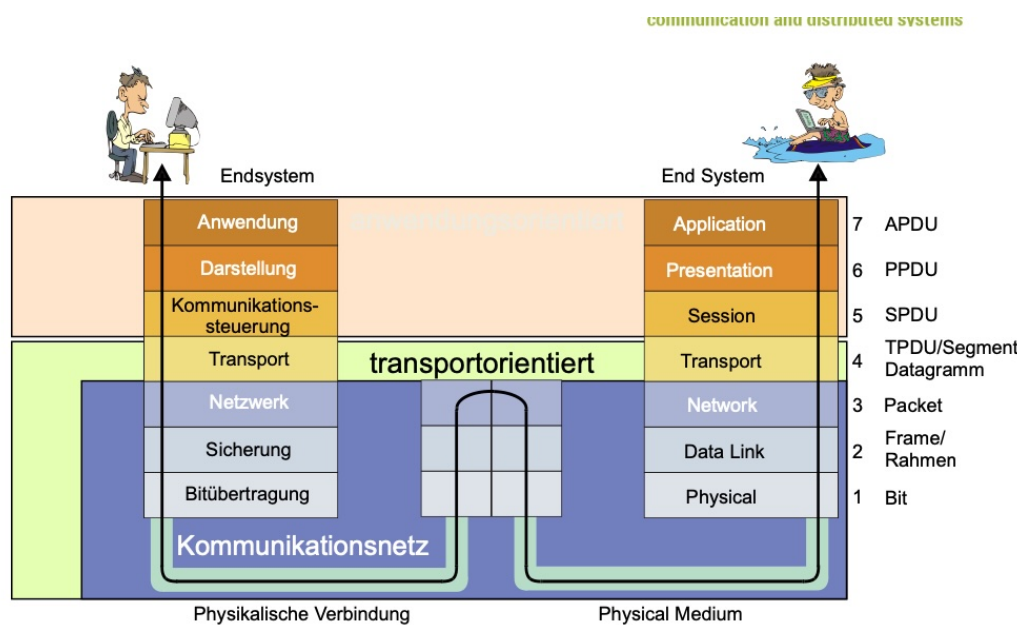 communication and distributed systems
Endsystem
End System
Anwendung
anwendungsorientiert
Application
7
APDU
Darstellung
Presentation
6
PPDU
Kommunikations-
steuerung
Session
5
SPDU
Transport
transportorientiert
Transport
4
TPDU/Segment
Datagramm
Netzwerk
Network
3
Packet
Sicherung
Data Link
2
Frame/
Rahmen
Bitübertragung
Physical
1
Bit
Kommunikationsnetz
Physikalische Verbindung
Physical Medium